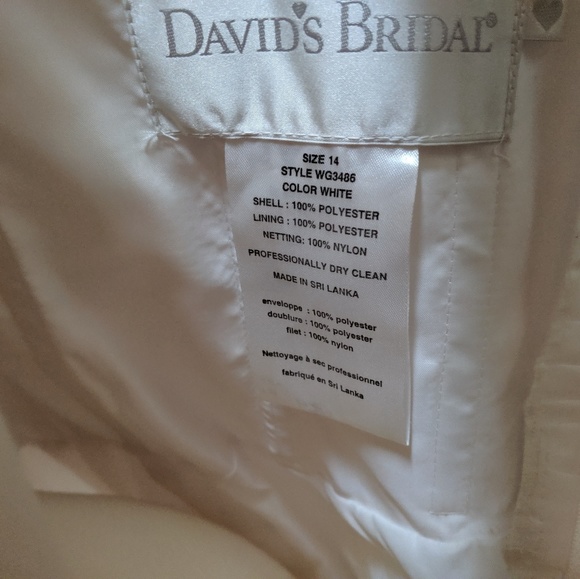 DAVID'S BRIDAL®
SIZE 14
STYLE WG3486
COLOR WHITE
SHELL : 100% POLYESTER
LINING : 100% POLYESTER
NETTING: 100% NYLON
PROFESSIONALLY DRY CLEAN
MADE IN SRI LANKA
enveloppe : 100% polyester
doublure : 100% polyester
filet : 100% nylon
Nettoyage à sec professionnel
fabriqué en Sri Lanka